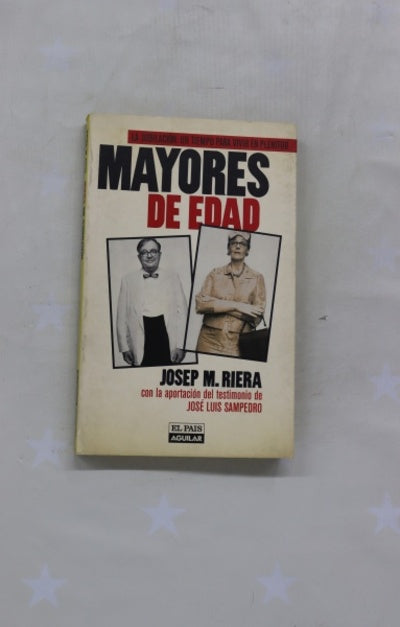 LA JUBILACIÓN: UN TIEMPO PARA VIVIR EN PLENITUD
MAYORES
DE EDAD
JOSEP M. RIERA
con la aportación del testimonio de
JOSÉ LUIS SAMPEDRO
EL PAIS
AGUILAR